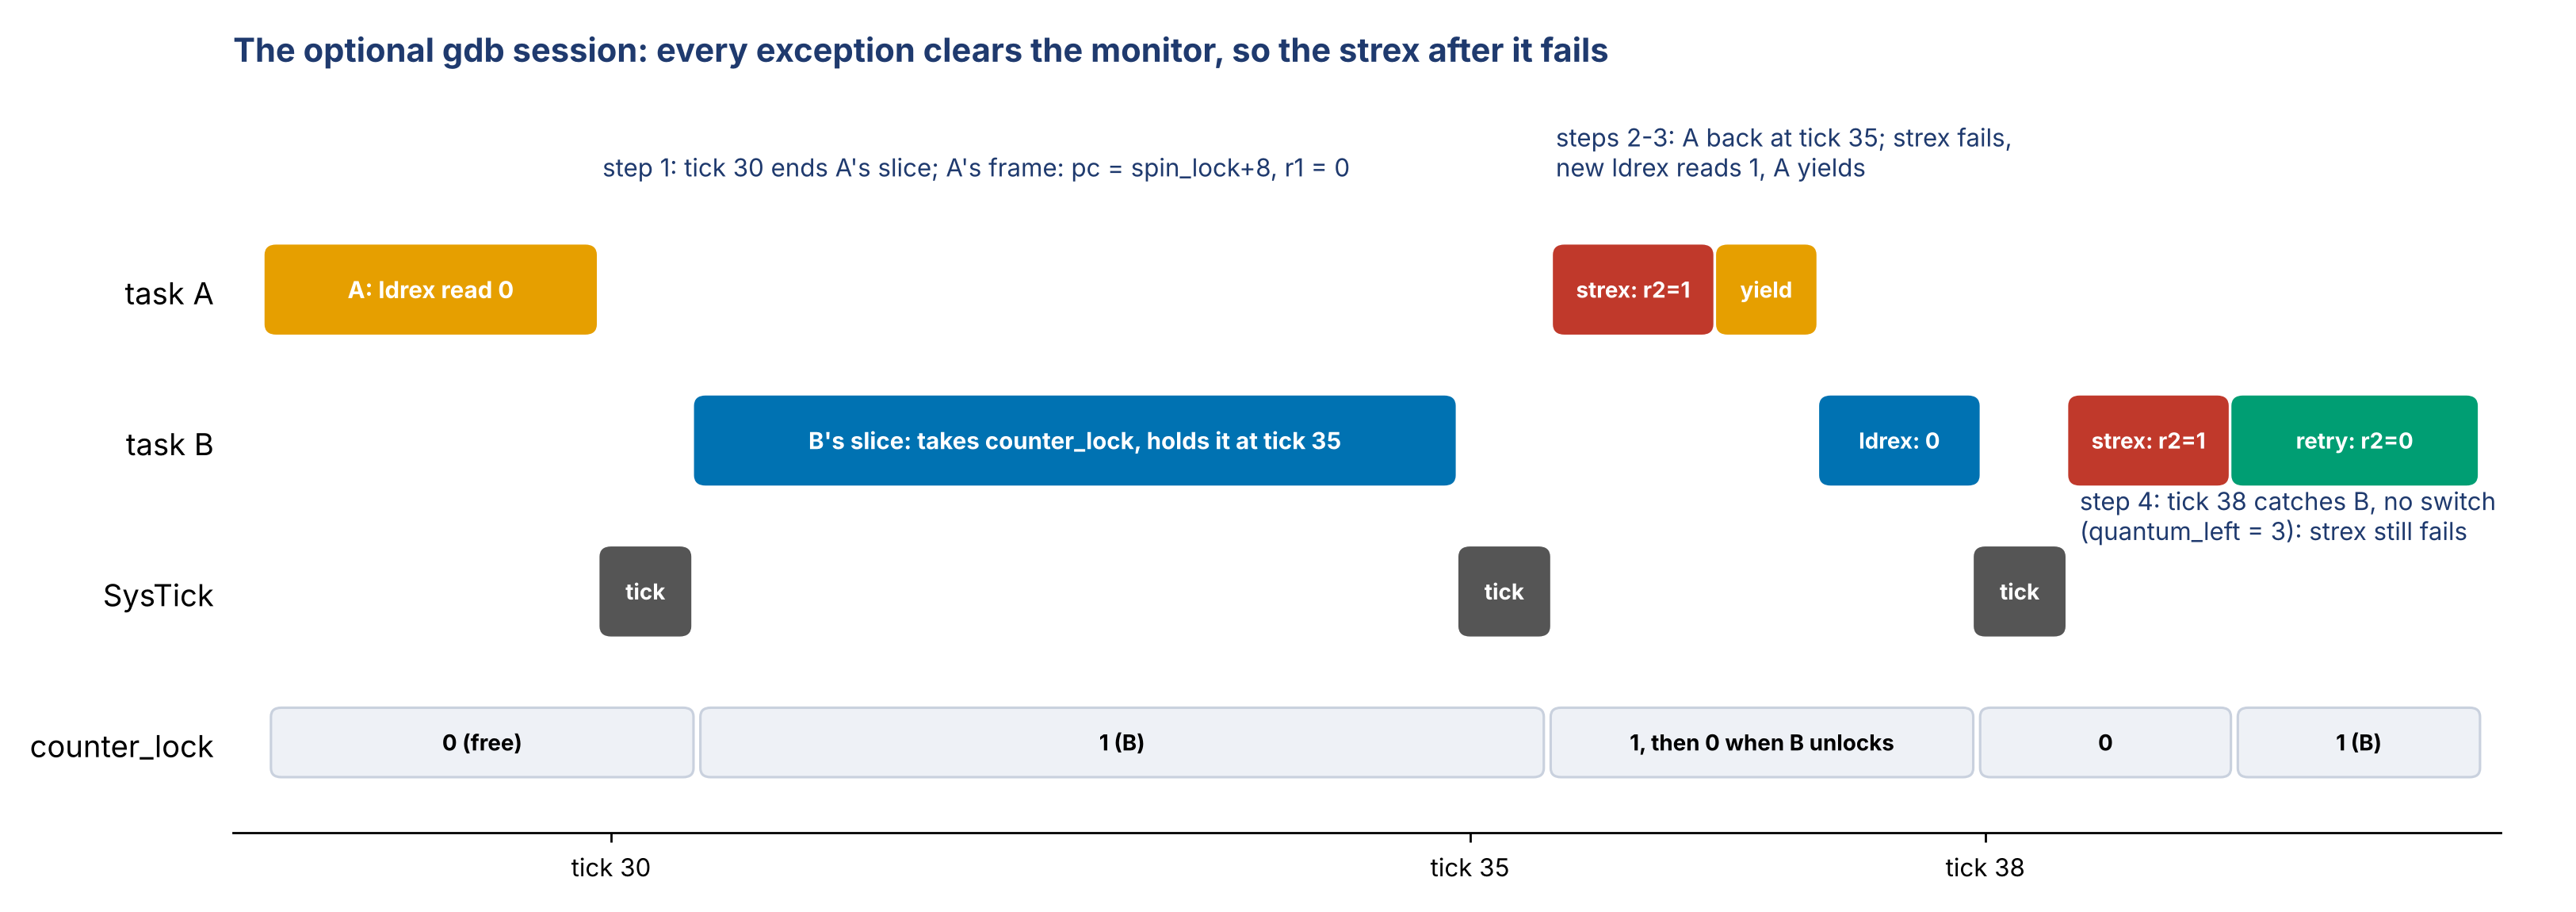 The optional gdb session: every exception clears the monitor, so the strex after it fails
steps 2-3: A back at tick 35; strex fails,
new ldrex reads 1, A yields
step 1: tick 30 ends A's slice; A's frame: pc = spin_lock+8, r1 = 0
task A
A: ldrex read 0
strex: r2=1
yield
task B
B's slice: takes counter_lock, holds it at tick 35
ldrex: 0
strex: r2=1
retry: r2=0
step 4: tick 38 catches B, no switch
(quantum_left = 3): strex still fails
SysTick
tick
tick
tick
counter_lock
0 (free)
1 (B)
1, then 0 when B unlocks
0
1 (B)
tick 30
tick 35
tick 38